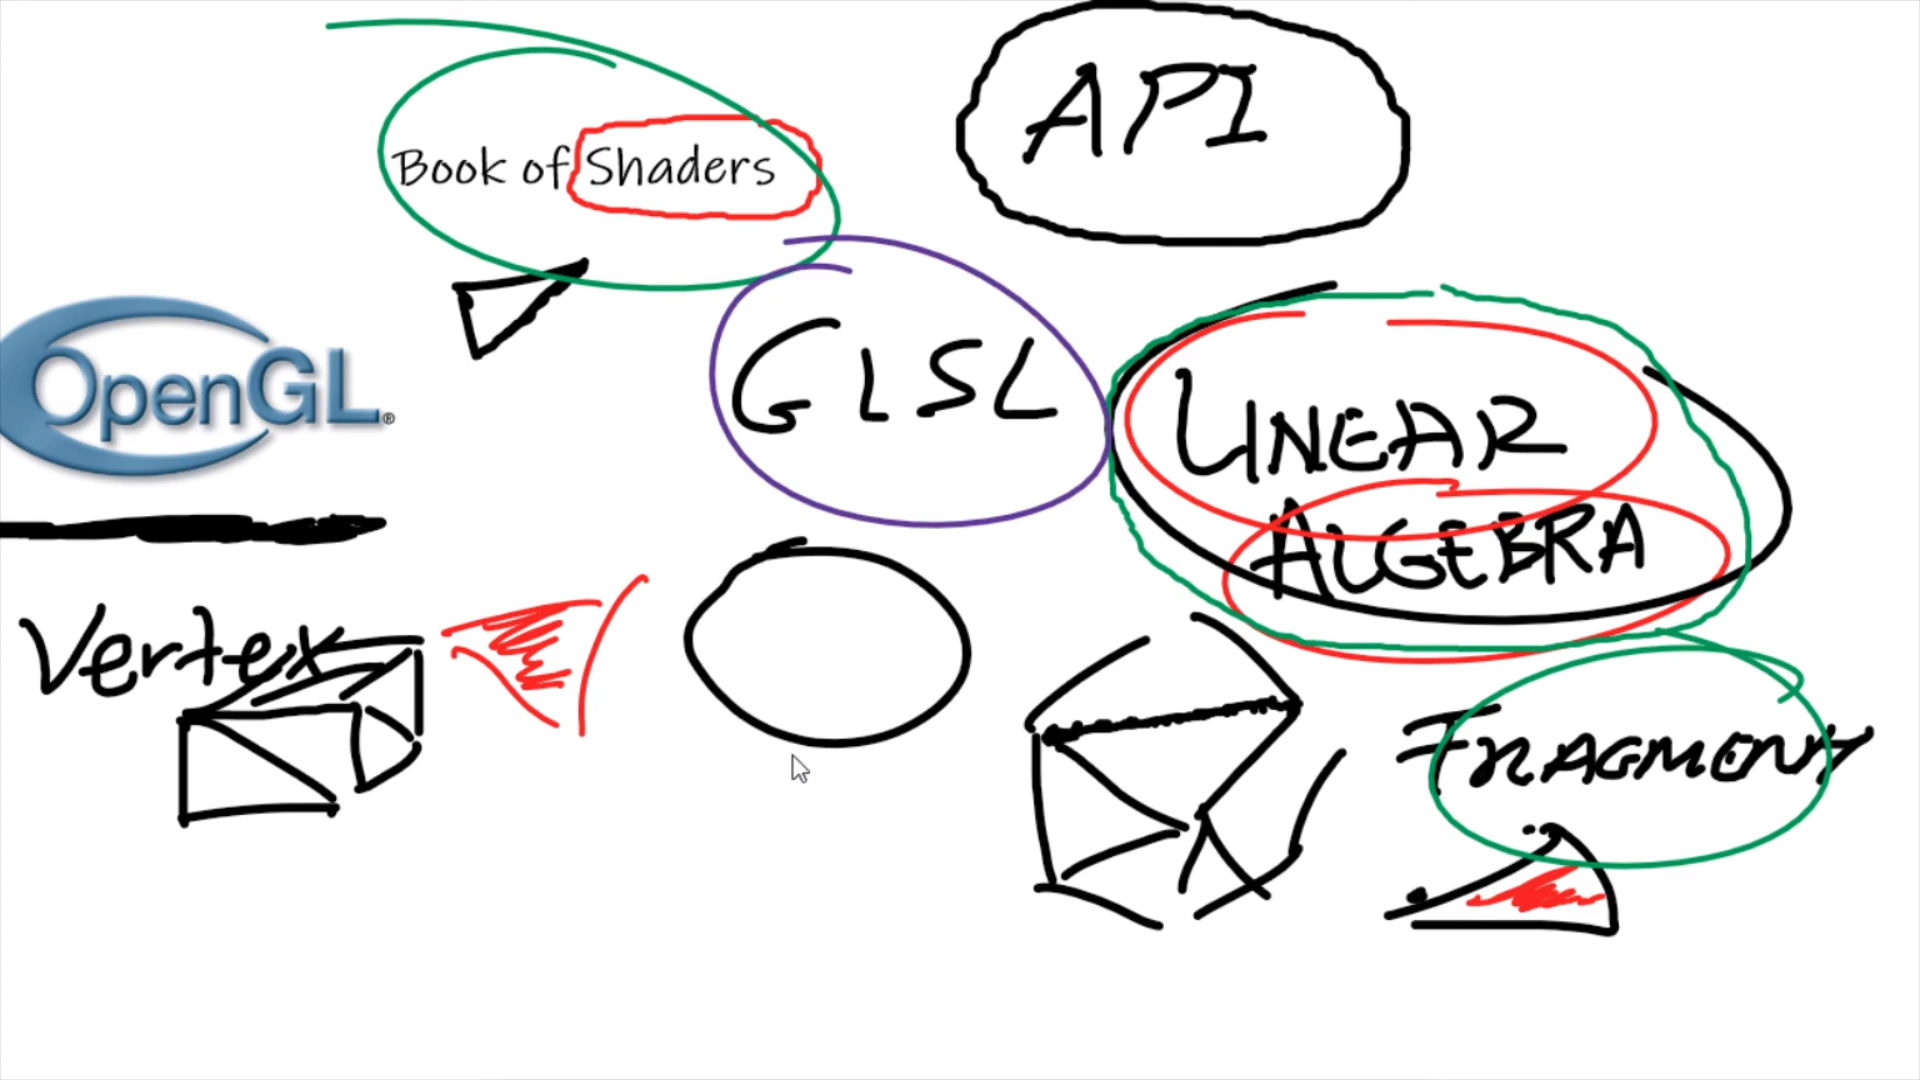 API
Book of Shaders
GLSL
OpenGL®
LINEAR
ALGEBRA
Vertex
FRAGMENT